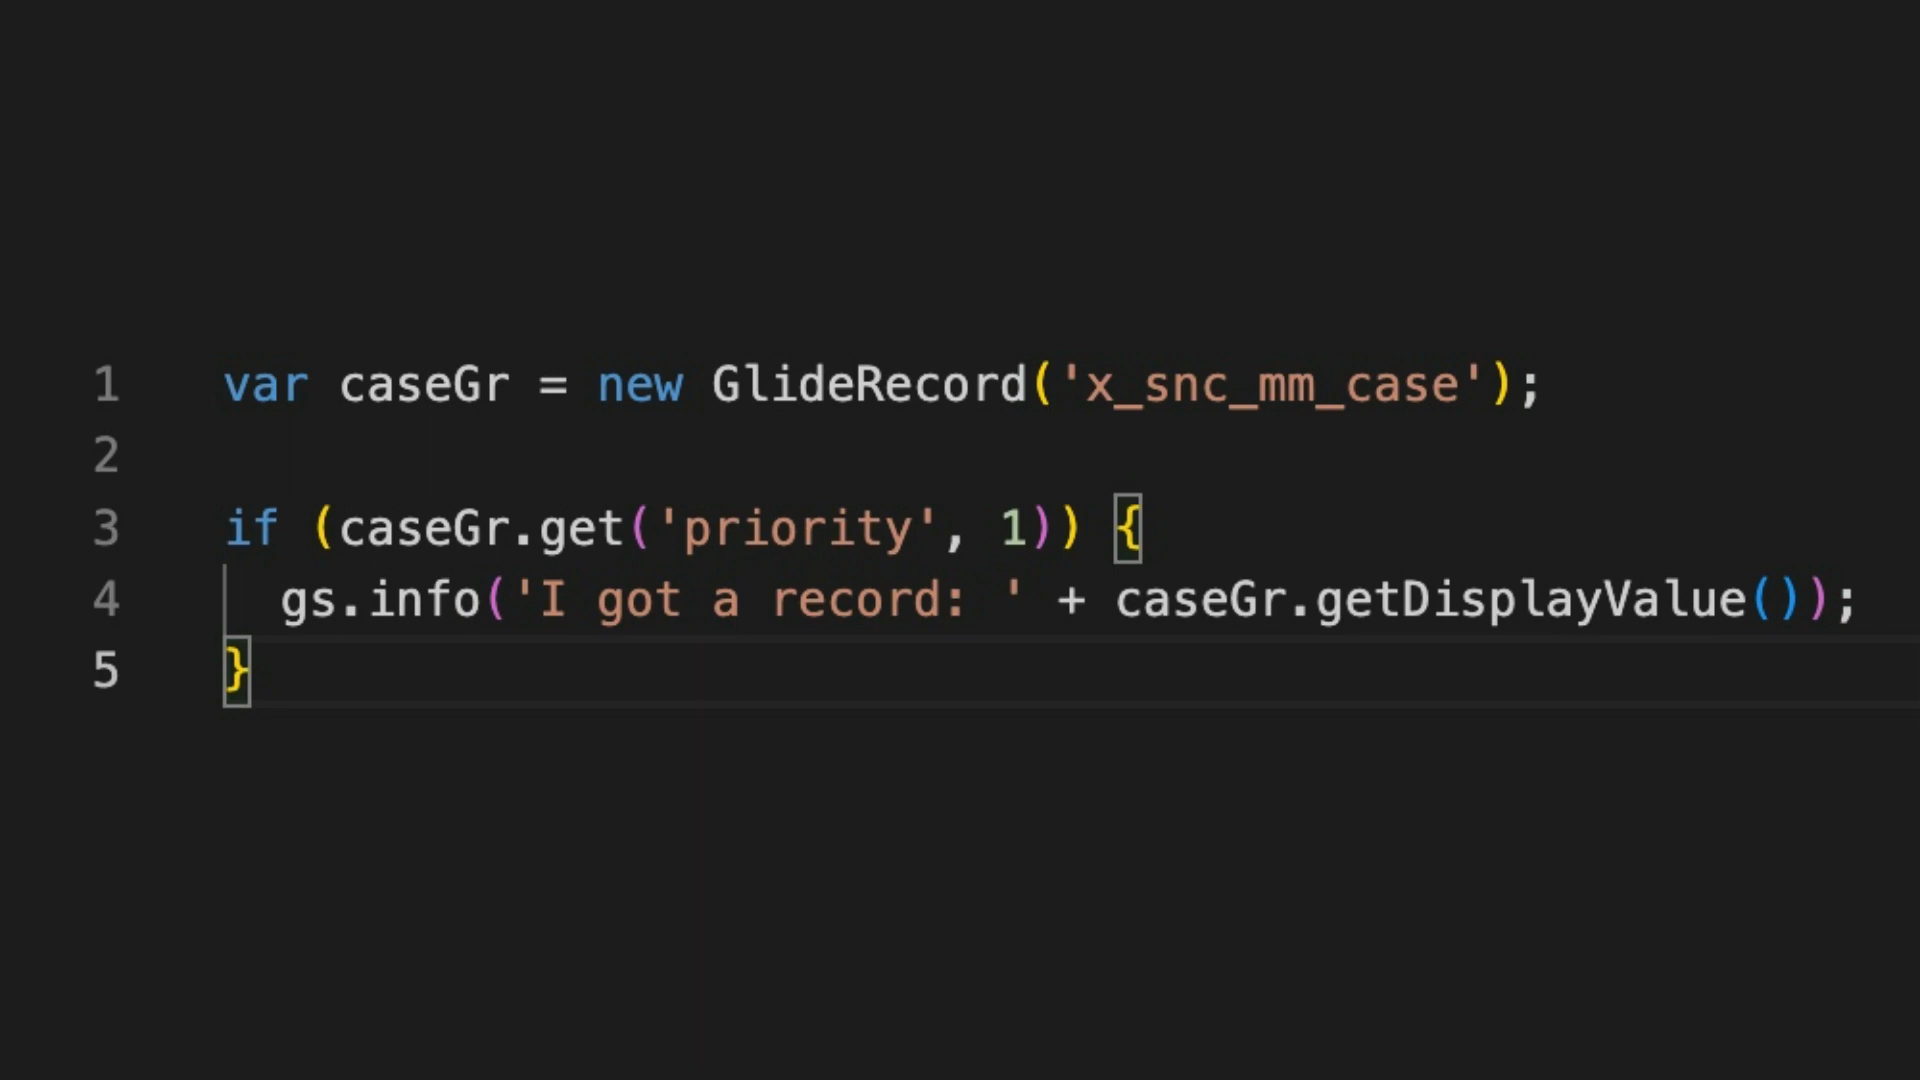 1 var caseGr = new GlideRecord('x_snc_mm_case');
2
3 if (caseGr.get('priority', 1)) {
4 gs.info('I got a record: ' + caseGr.getDisplayValue());
5 }